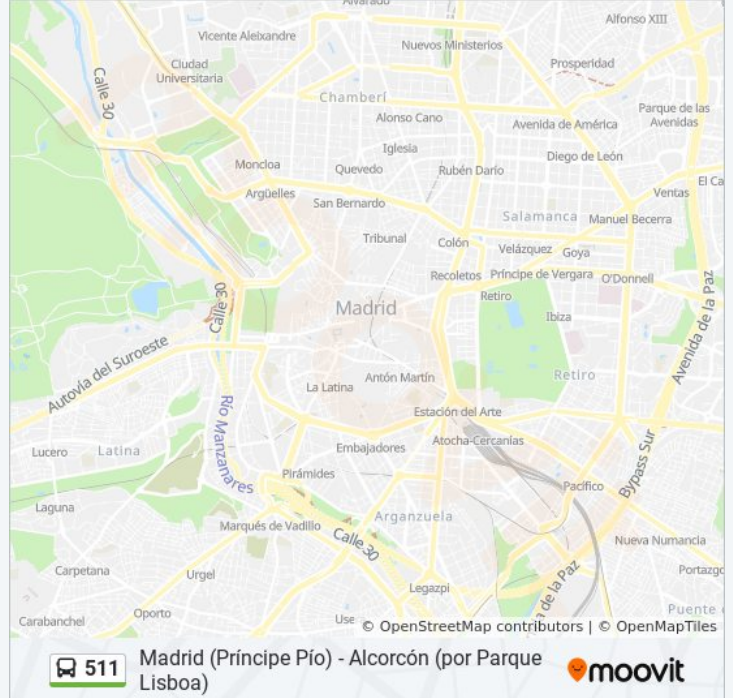 Alvarado
Alfonso XIII
Vicente Aleixandre
Nuevos Ministerios
Ciudad
Universitaria
Prosperidad
Calle 30
Chamberí
Parque de las
Avenidas
Alonso Cano
Avenida de América
Iglesia
Diego de León
Moncloa
Quevedo
Rubén Darío
El Ca
Argüelles
Ventas
San Bernardo
Salamanca
Manuel Becerra
Tribunal
Colón
Velázquez
Goya
Recoletos
Príncipe de Vergara
O'Donnell
Calle 30
Retiro
Madrid
Ibiza
Avenida de la Paz
Autovía del Suroeste
Retiro
Antón Martín
La Latina
Estación del Arte
Río Manzanares
Atocha-Cercanías
Embajadores
Lucero
Latina
Bypass Sur
Pirámides
Pacífico
Laguna
Arganzuela
Marqués de Vadillo
Calle 30
Nueva Numancia
Carpetana
Urgel
Portazgo
a de la Paz
Legazpi
Oporto
Puente
Carabanchel
Use
© OpenStreetMap contributors | © OpenMapTiles
511
Madrid (Príncipe Pío) - Alcorcón (por Parque
Lisboa)
moovit